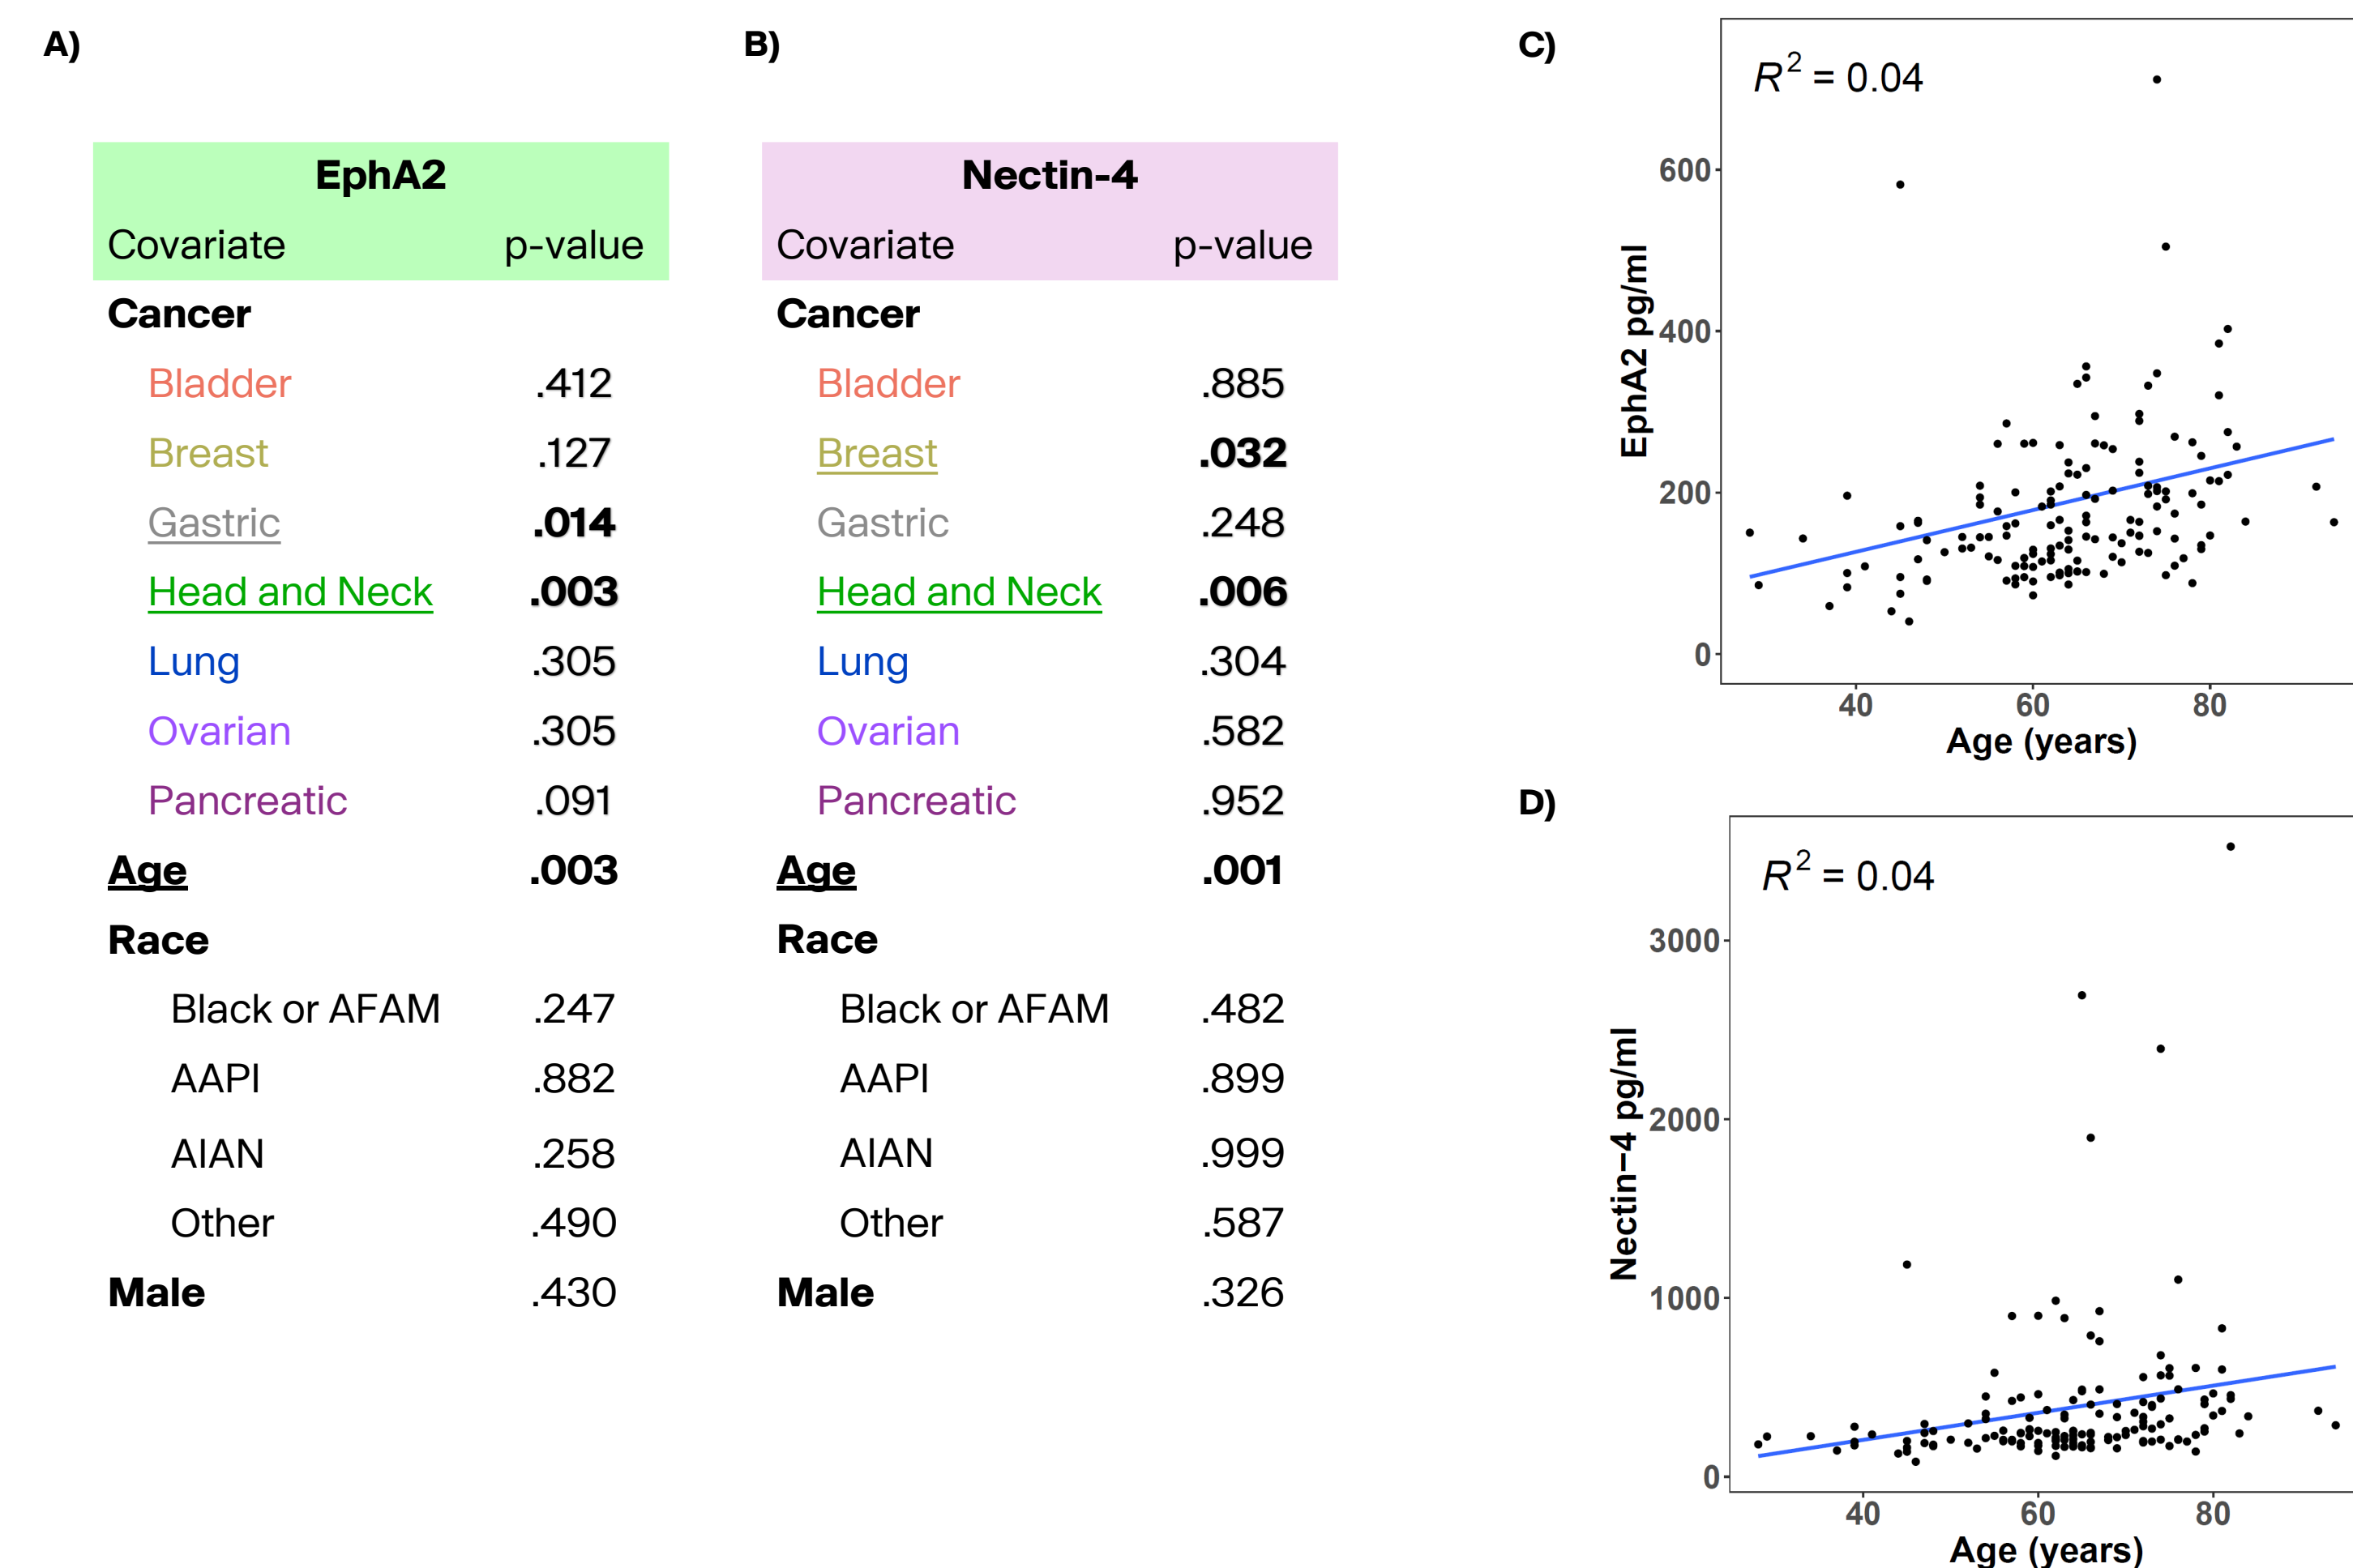 A)
EphA2
Covariate p-value
Cancer
Bladder .412
Breast .127
Gastric .014
Head and Neck .003
Lung .305
Ovarian .305
Pancreatic .091
Age .003
Race
Black or AFAM .247
AAPI .882
AIAN .258
Other .490
Male .430
B)
Nectin-4
Covariate p-value
Cancer
Bladder .885
Breast .032
Gastric .248
Head and Neck .006
Lung .304
Ovarian .582
Pancreatic .952
Age .001
Race
Black or AFAM .482
AAPI .899
AIAN .999
Other .587
Male .326
C)
R² = 0.04
EphA2 pg/ml
600
400
200
0
40 60 80
Age (years)
D)
R² = 0.04
Nectin−4 pg/ml
3000
2000
1000
0
40 60 80
Age (years)